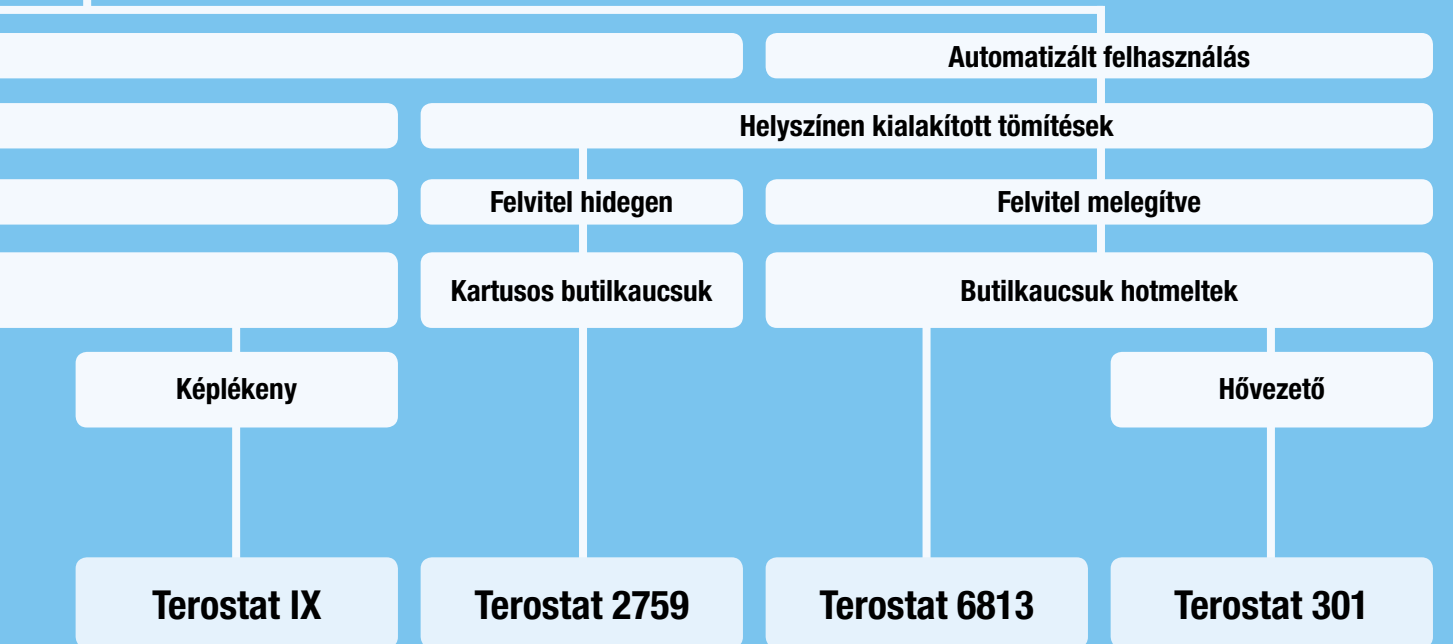 Automatizált felhasználás
Helyszínen kialakított tömítések
Felvitel hidegen
Felvitel melegítve
Kartusos butilkaucsuk
Butilkaucsuk hotmeltek
Képlékeny
Hővezető
Terostat IX
Terostat 2759
Terostat 6813
Terostat 301